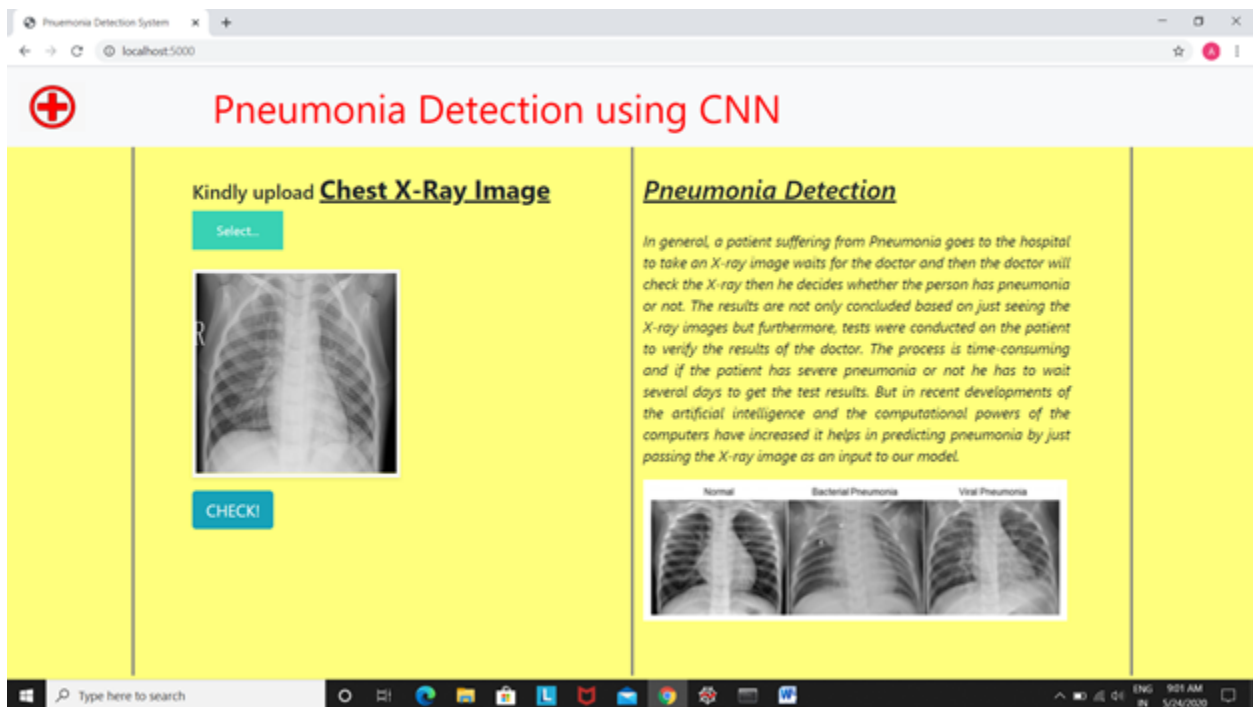 Pnuemonia Detection System
localhost:5000
A
Pneumonia Detection using CNN
Kindly upload Chest X-Ray Image
Select...
R
CHECK!
Pneumonia Detection
In general, a patient suffering from Pneumonia goes to the hospital
to take an X-ray image waits for the doctor and then the doctor will
check the X-ray then he decides whether the person has pneumonia
or not. The results are not only concluded based on just seeing the
X-ray images but furthermore, tests were conducted on the patient
to verify the results of the doctor. The process is time-consuming
and if the patient has severe pneumonia or not he has to wait
several days to get the test results. But in recent developments of
the artificial intelligence and the computational powers of the
computers have increased it helps in predicting pneumonia by just
passing the X-ray image as an input to our model.
Normal Bacterial Pneumonia Viral Pneumonia
Type here to search
L
W
ENG 9:01 AM
IN 5/24/2020